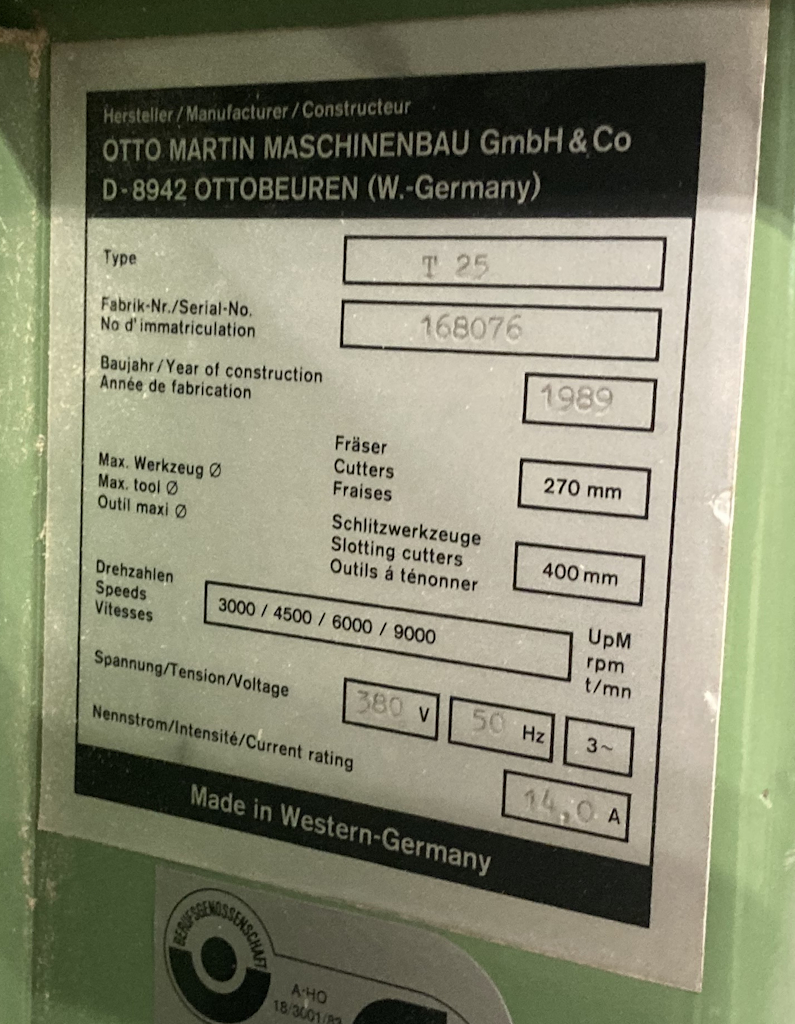 Hersteller / Manufacturer / Constructeur
OTTO MARTIN MASCHINENBAU GmbH & Co
D-8942 OTTOBEUREN (W.-Germany)
Type T 25
Fabrik-Nr./Serial-No.
No d'immatriculation
168076
Baujahr / Year of construction
Année de fabrication
1989
Max. Werkzeug Ø
Max. tool Ø
Outil maxi Ø
Fräser
Cutters
Fraises
270 mm
Schlitzwerkzeuge
Slotting cutters
Outils á ténonner
400 mm
Drehzahlen
Speeds
Vitesses
3000 / 4500 / 6000 / 9000
UpM
rpm
t/mn
Spannung/Tension/Voltage
380 V 50 Hz 3~
Nennstrom/Intensité/Current rating
14,0 A
Made in Western-Germany
BERUFSGENOSSENSCHAFT
A-HO